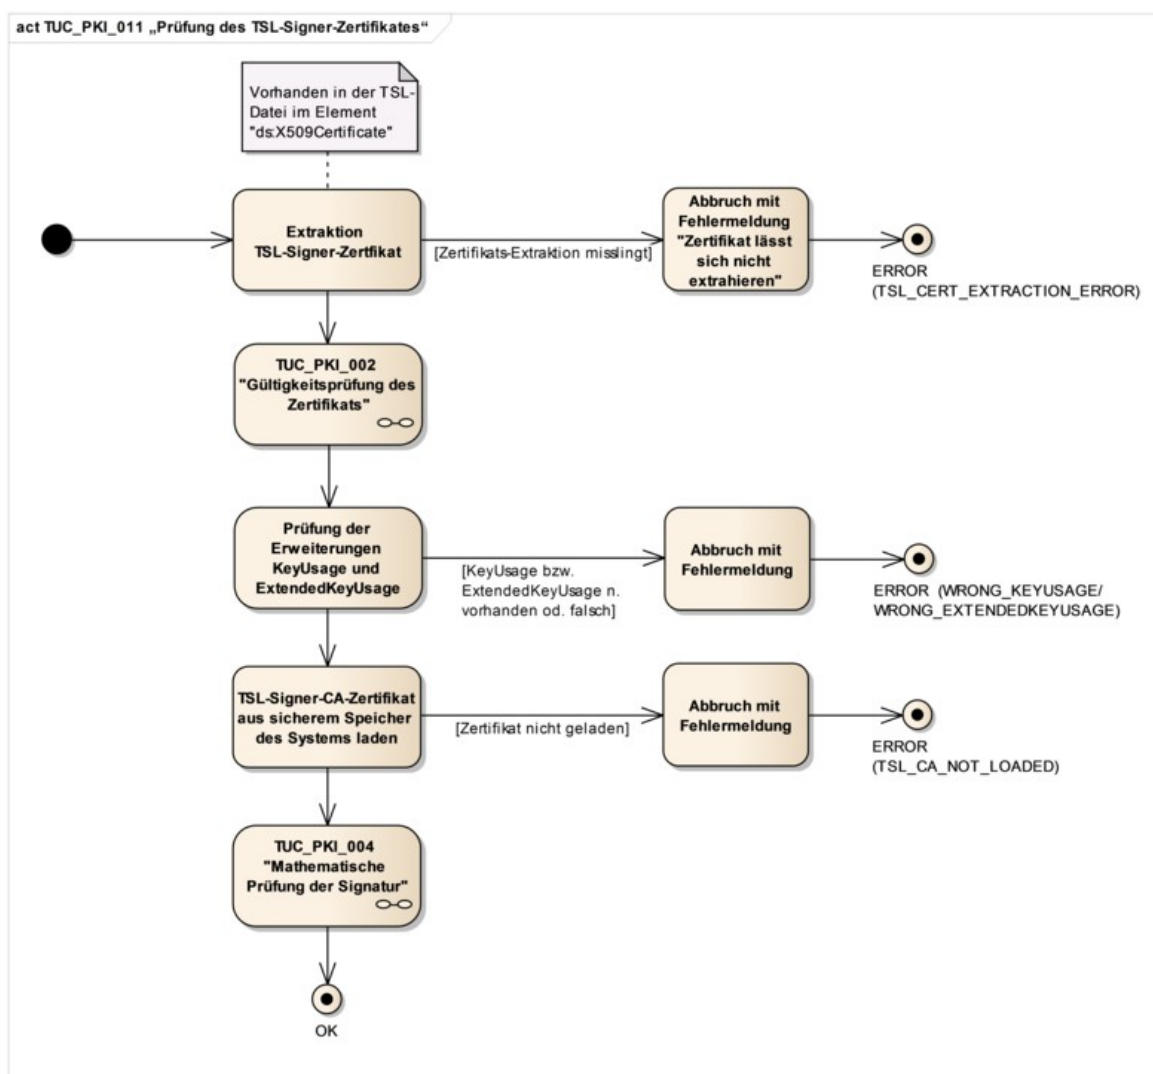 act TUC_PKI_011 „Prüfung des TSL-Signer-Zertifikates“
Vorhanden in der TSL-
Datei im Element
"ds:X509Certificate"
Extraktion
TSL-Signer-Zertfikat
[Zertifikats-Extraktion misslingt]
Abbruch mit
Fehlermeldung
"Zertifikat lässt
sich nicht
extrahieren"
ERROR
(TSL_CERT_EXTRACTION_ERROR)
TUC_PKI_002
"Gültigkeitsprüfung des
Zertifikats"
Prüfung der
Erweiterungen
KeyUsage und
ExtendedKeyUsage
[KeyUsage bzw.
ExtendedKeyUsage n.
vorhanden od. falsch]
Abbruch mit
Fehlermeldung
ERROR (WRONG_KEYUSAGE/
WRONG_EXTENDEDKEYUSAGE)
TSL-Signer-CA-Zertifikat
aus sicherem Speicher
des Systems laden
[Zertifikat nicht geladen]
Abbruch mit
Fehlermeldung
ERROR
(TSL_CA_NOT_LOADED)
TUC_PKI_004
"Mathematische
Prüfung der Signatur"
OK